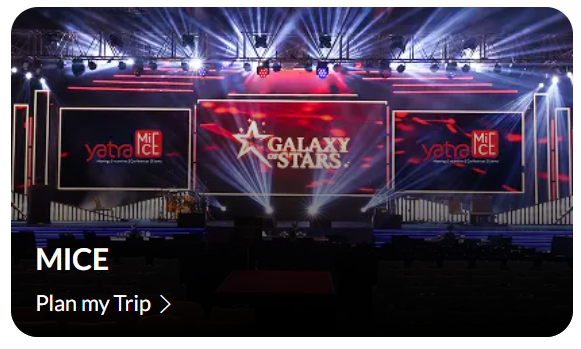 yatra MiCE
Meetings | Incentives | Conferences | Events
GALAXY
OF STARS
yatra MiCE
Meetings | Incentives | Conferences | Events
MICE
Plan my Trip >